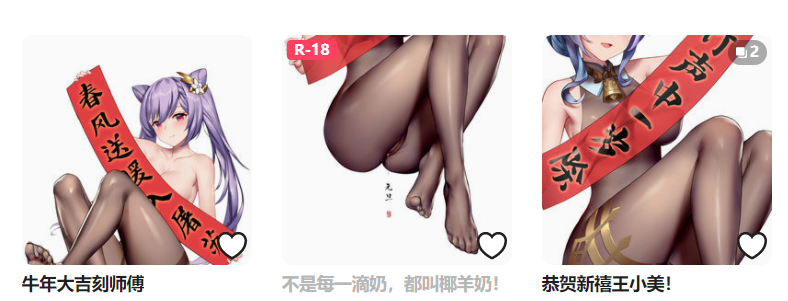 春风送暖入屠苏
R-18
元旦
2
声中一岁除
牛年大吉刻师傅
不是每一滴奶，都叫椰羊奶！
恭贺新禧王小美！